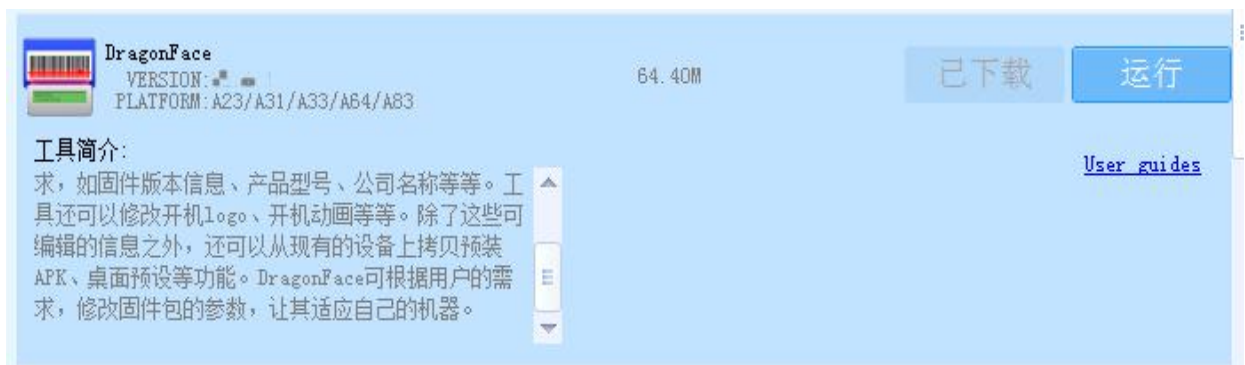 DragonFace
VERSION:
PLATFORM:A23/A31/A33/A64/A83
64.40M
已下载
运行
工具简介:
User guides
求，如固件版本信息、产品型号、公司名称等等。工
具还可以修改开机logo、开机动画等等。除了这些可
编辑的信息之外，还可以从现有的设备上拷贝预装
APK、桌面预设等功能。DragonFace可根据用户的需
求，修改固件包的参数，让其适应自己的机器。